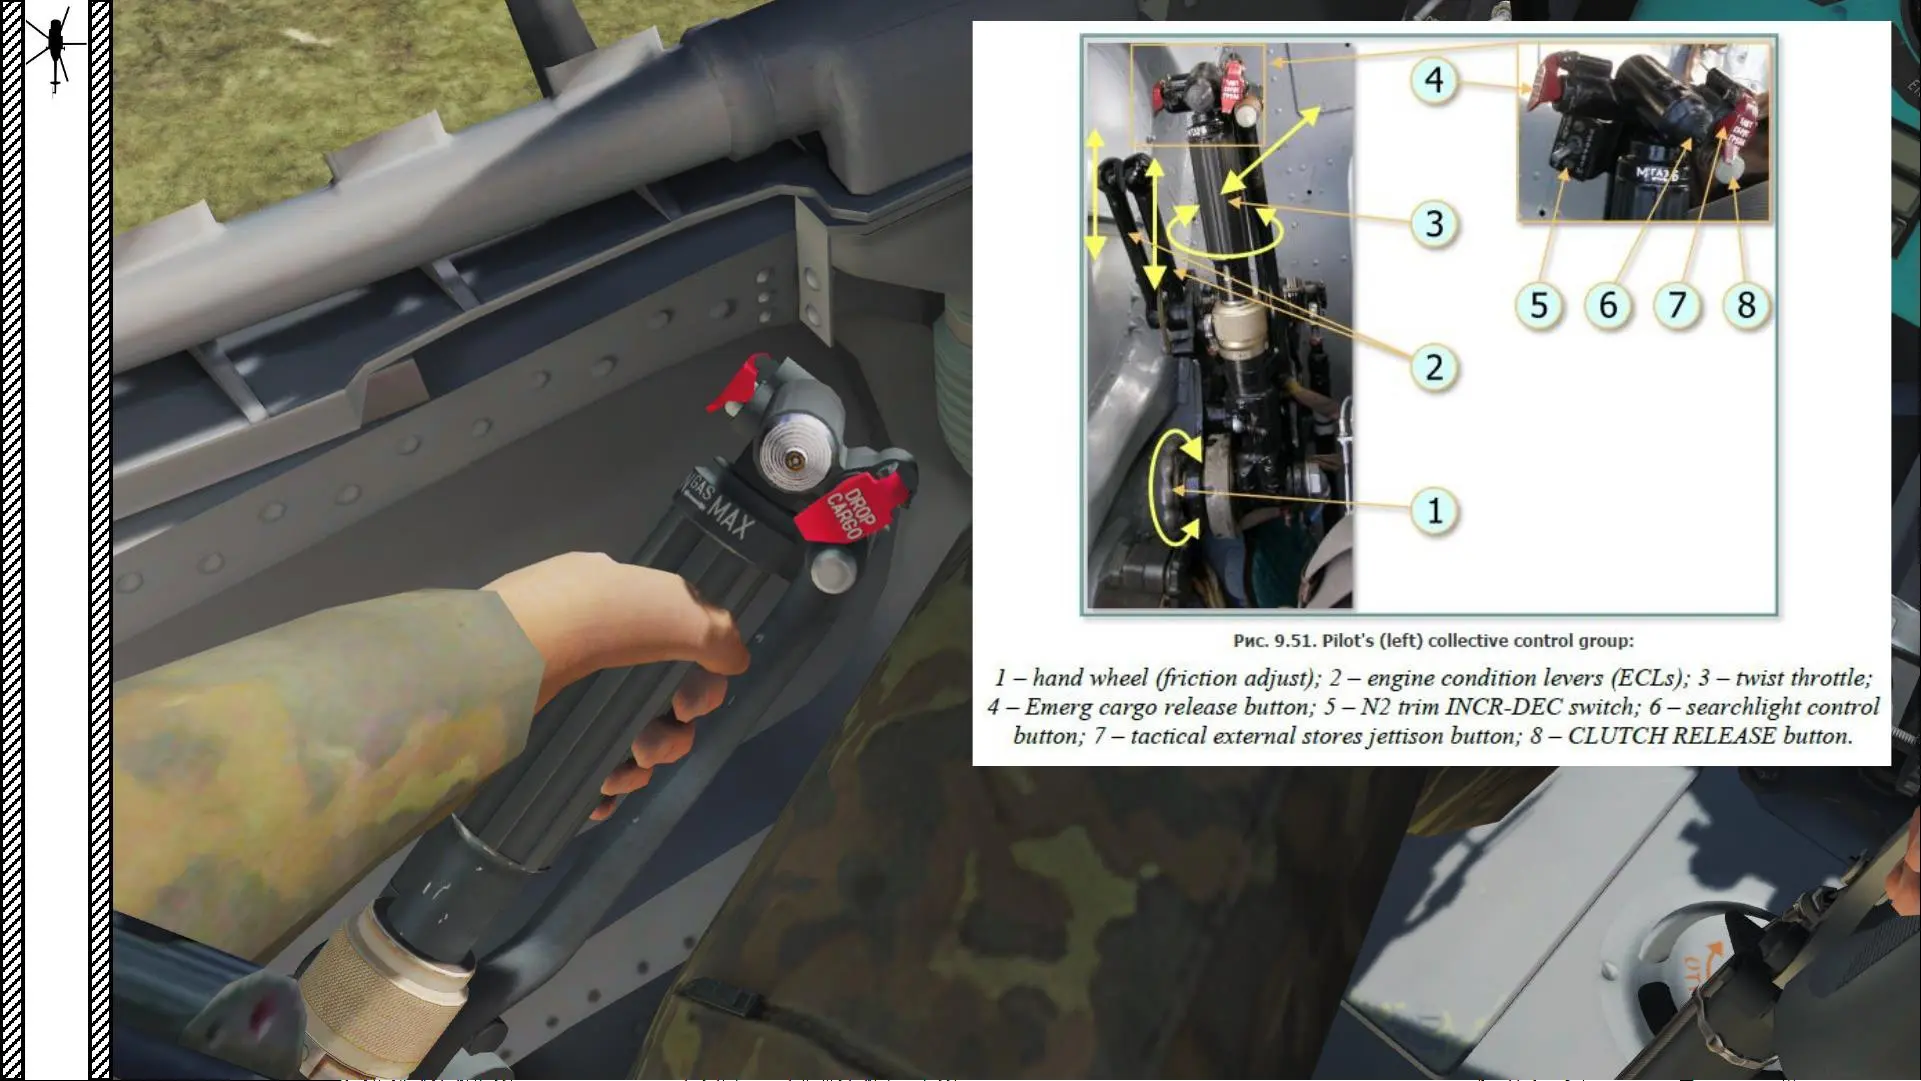 GAS
MAX
DROP
CARGO
4
3
2
1
5
6
7
8
Рис. 9.51. Pilot's (left) collective control group:
1 – hand wheel (friction adjust); 2 – engine condition levers (ECLs); 3 – twist throttle;
4 – Emerg cargo release button; 5 – N2 trim INCR-DEC switch; 6 – searchlight control
button; 7 – tactical external stores jettison button; 8 – CLUTCH RELEASE button.